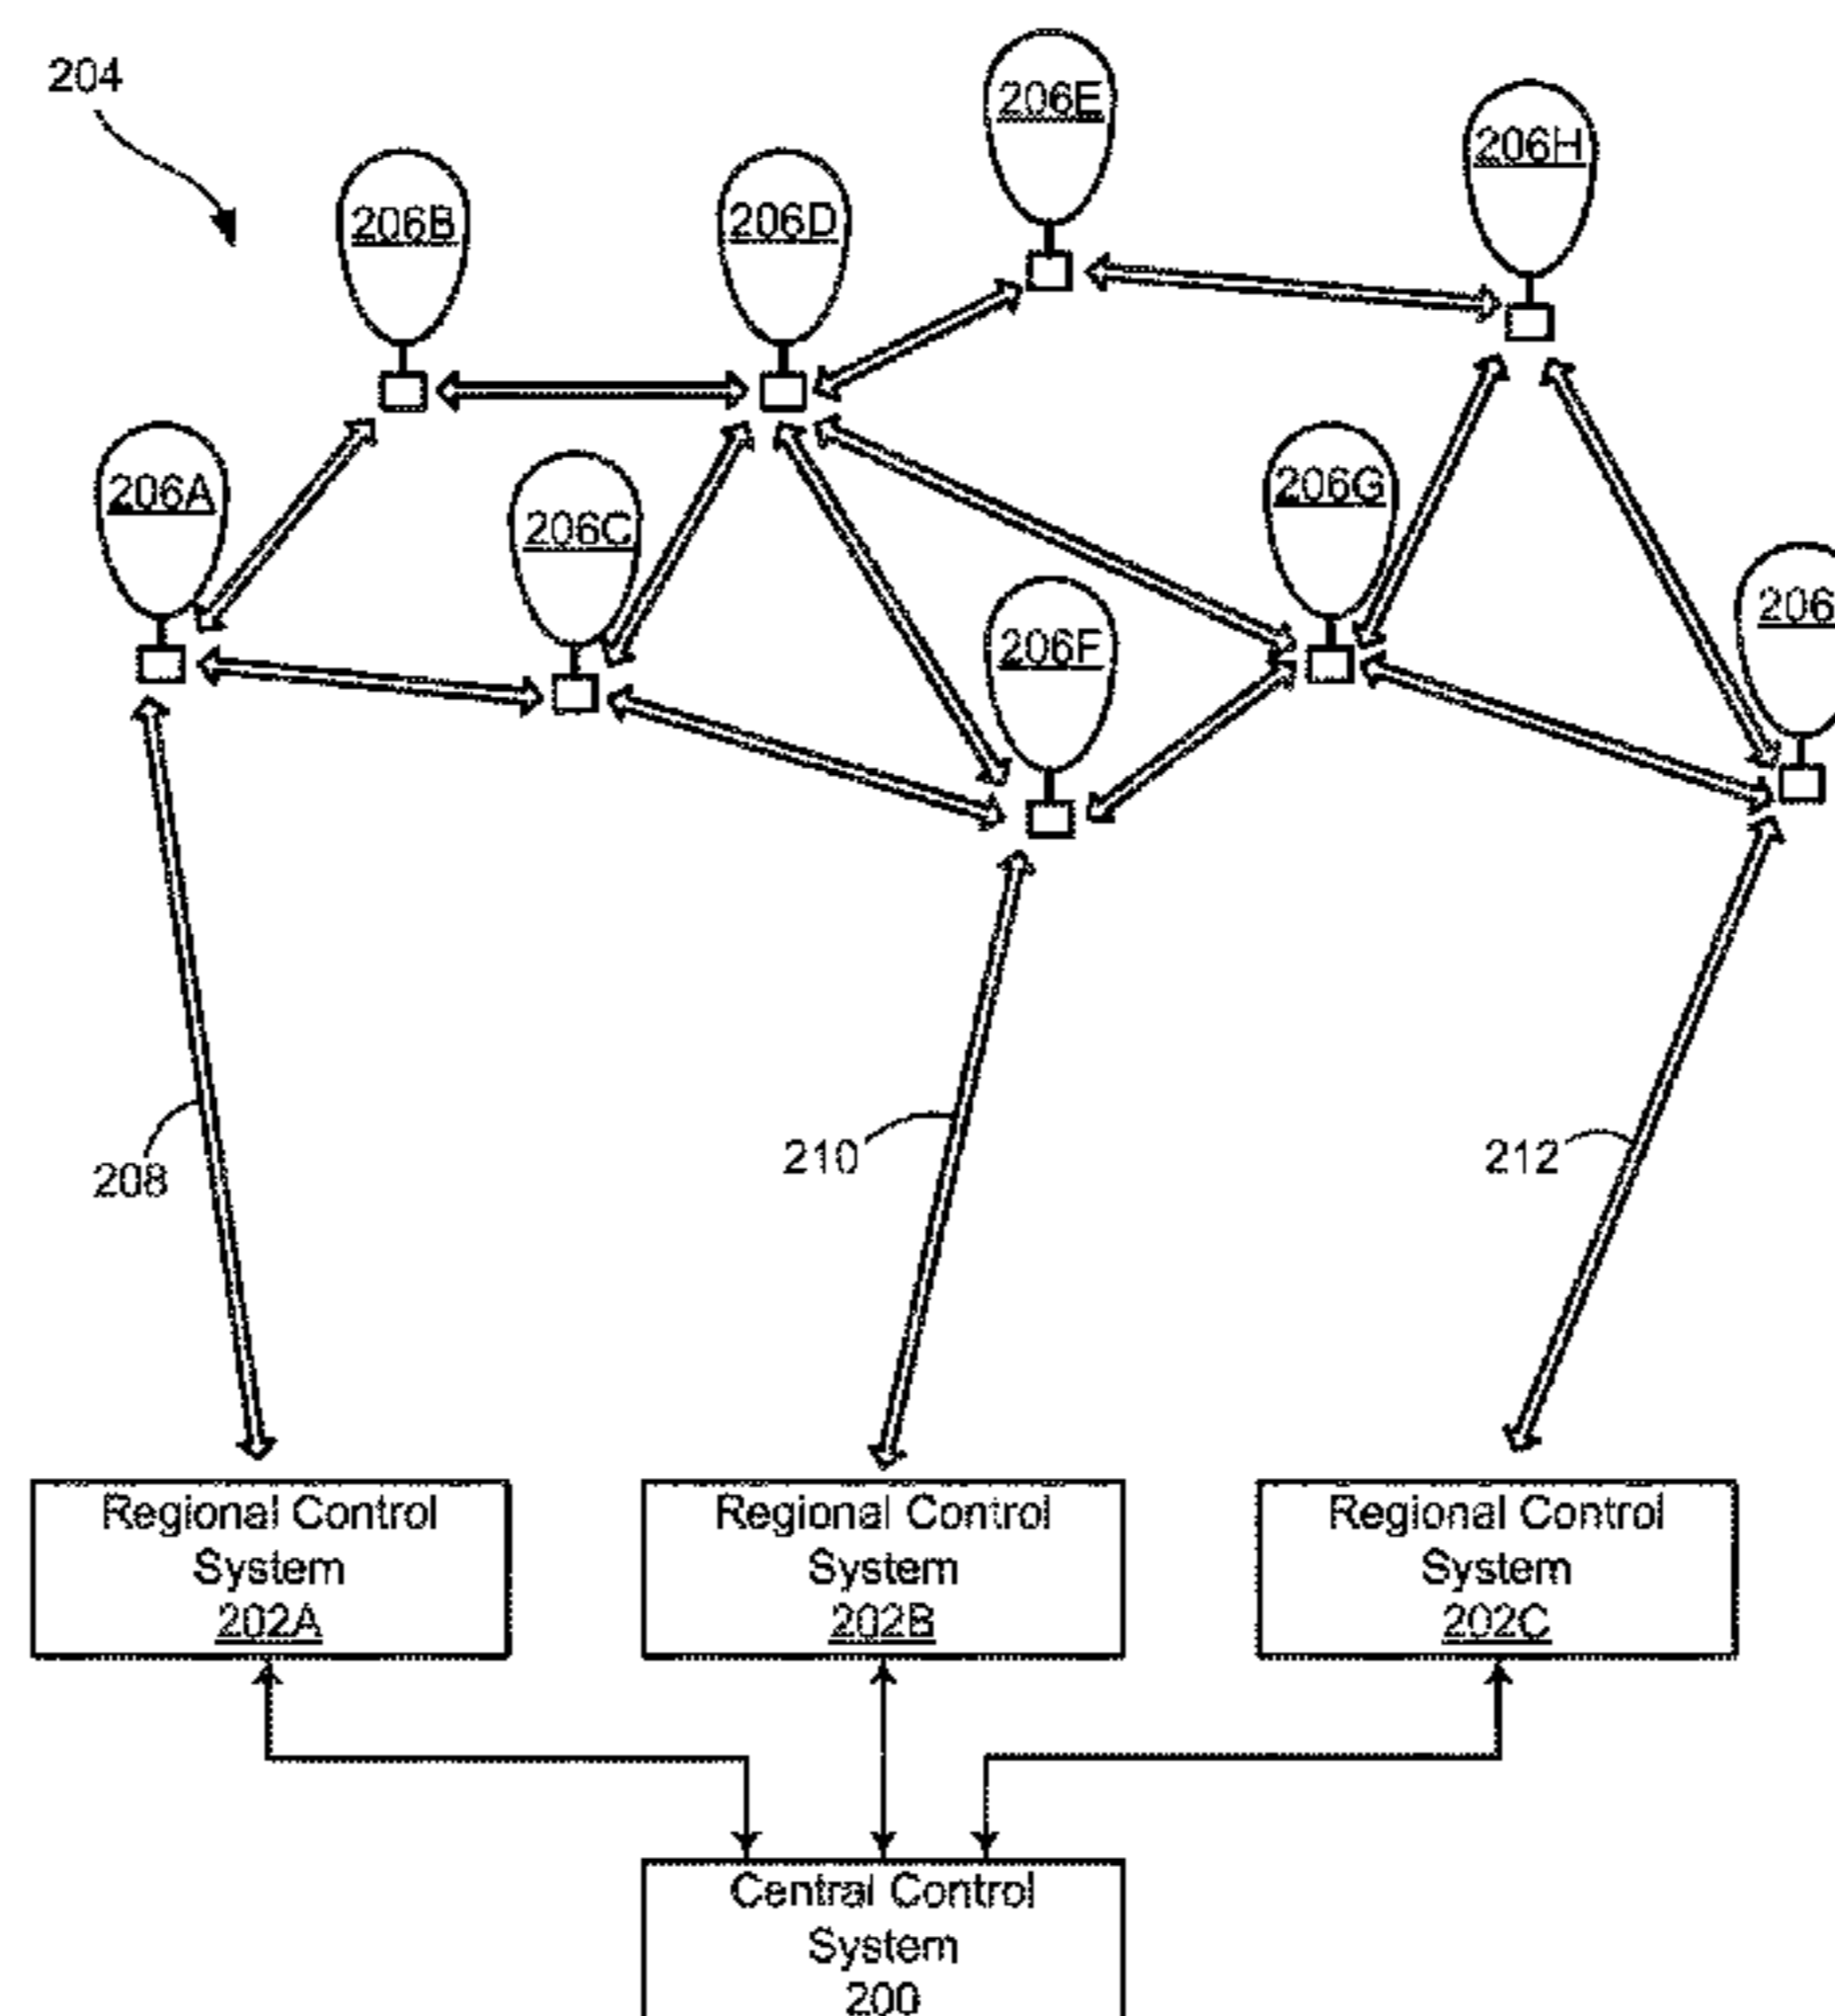 204
206E
206H
206B
206D
206A
206G
206C
206
206F
208
210
212
Regional Control
System
202A
Regional Control
System
202B
Regional Control
System
202C
Central Control
System
200